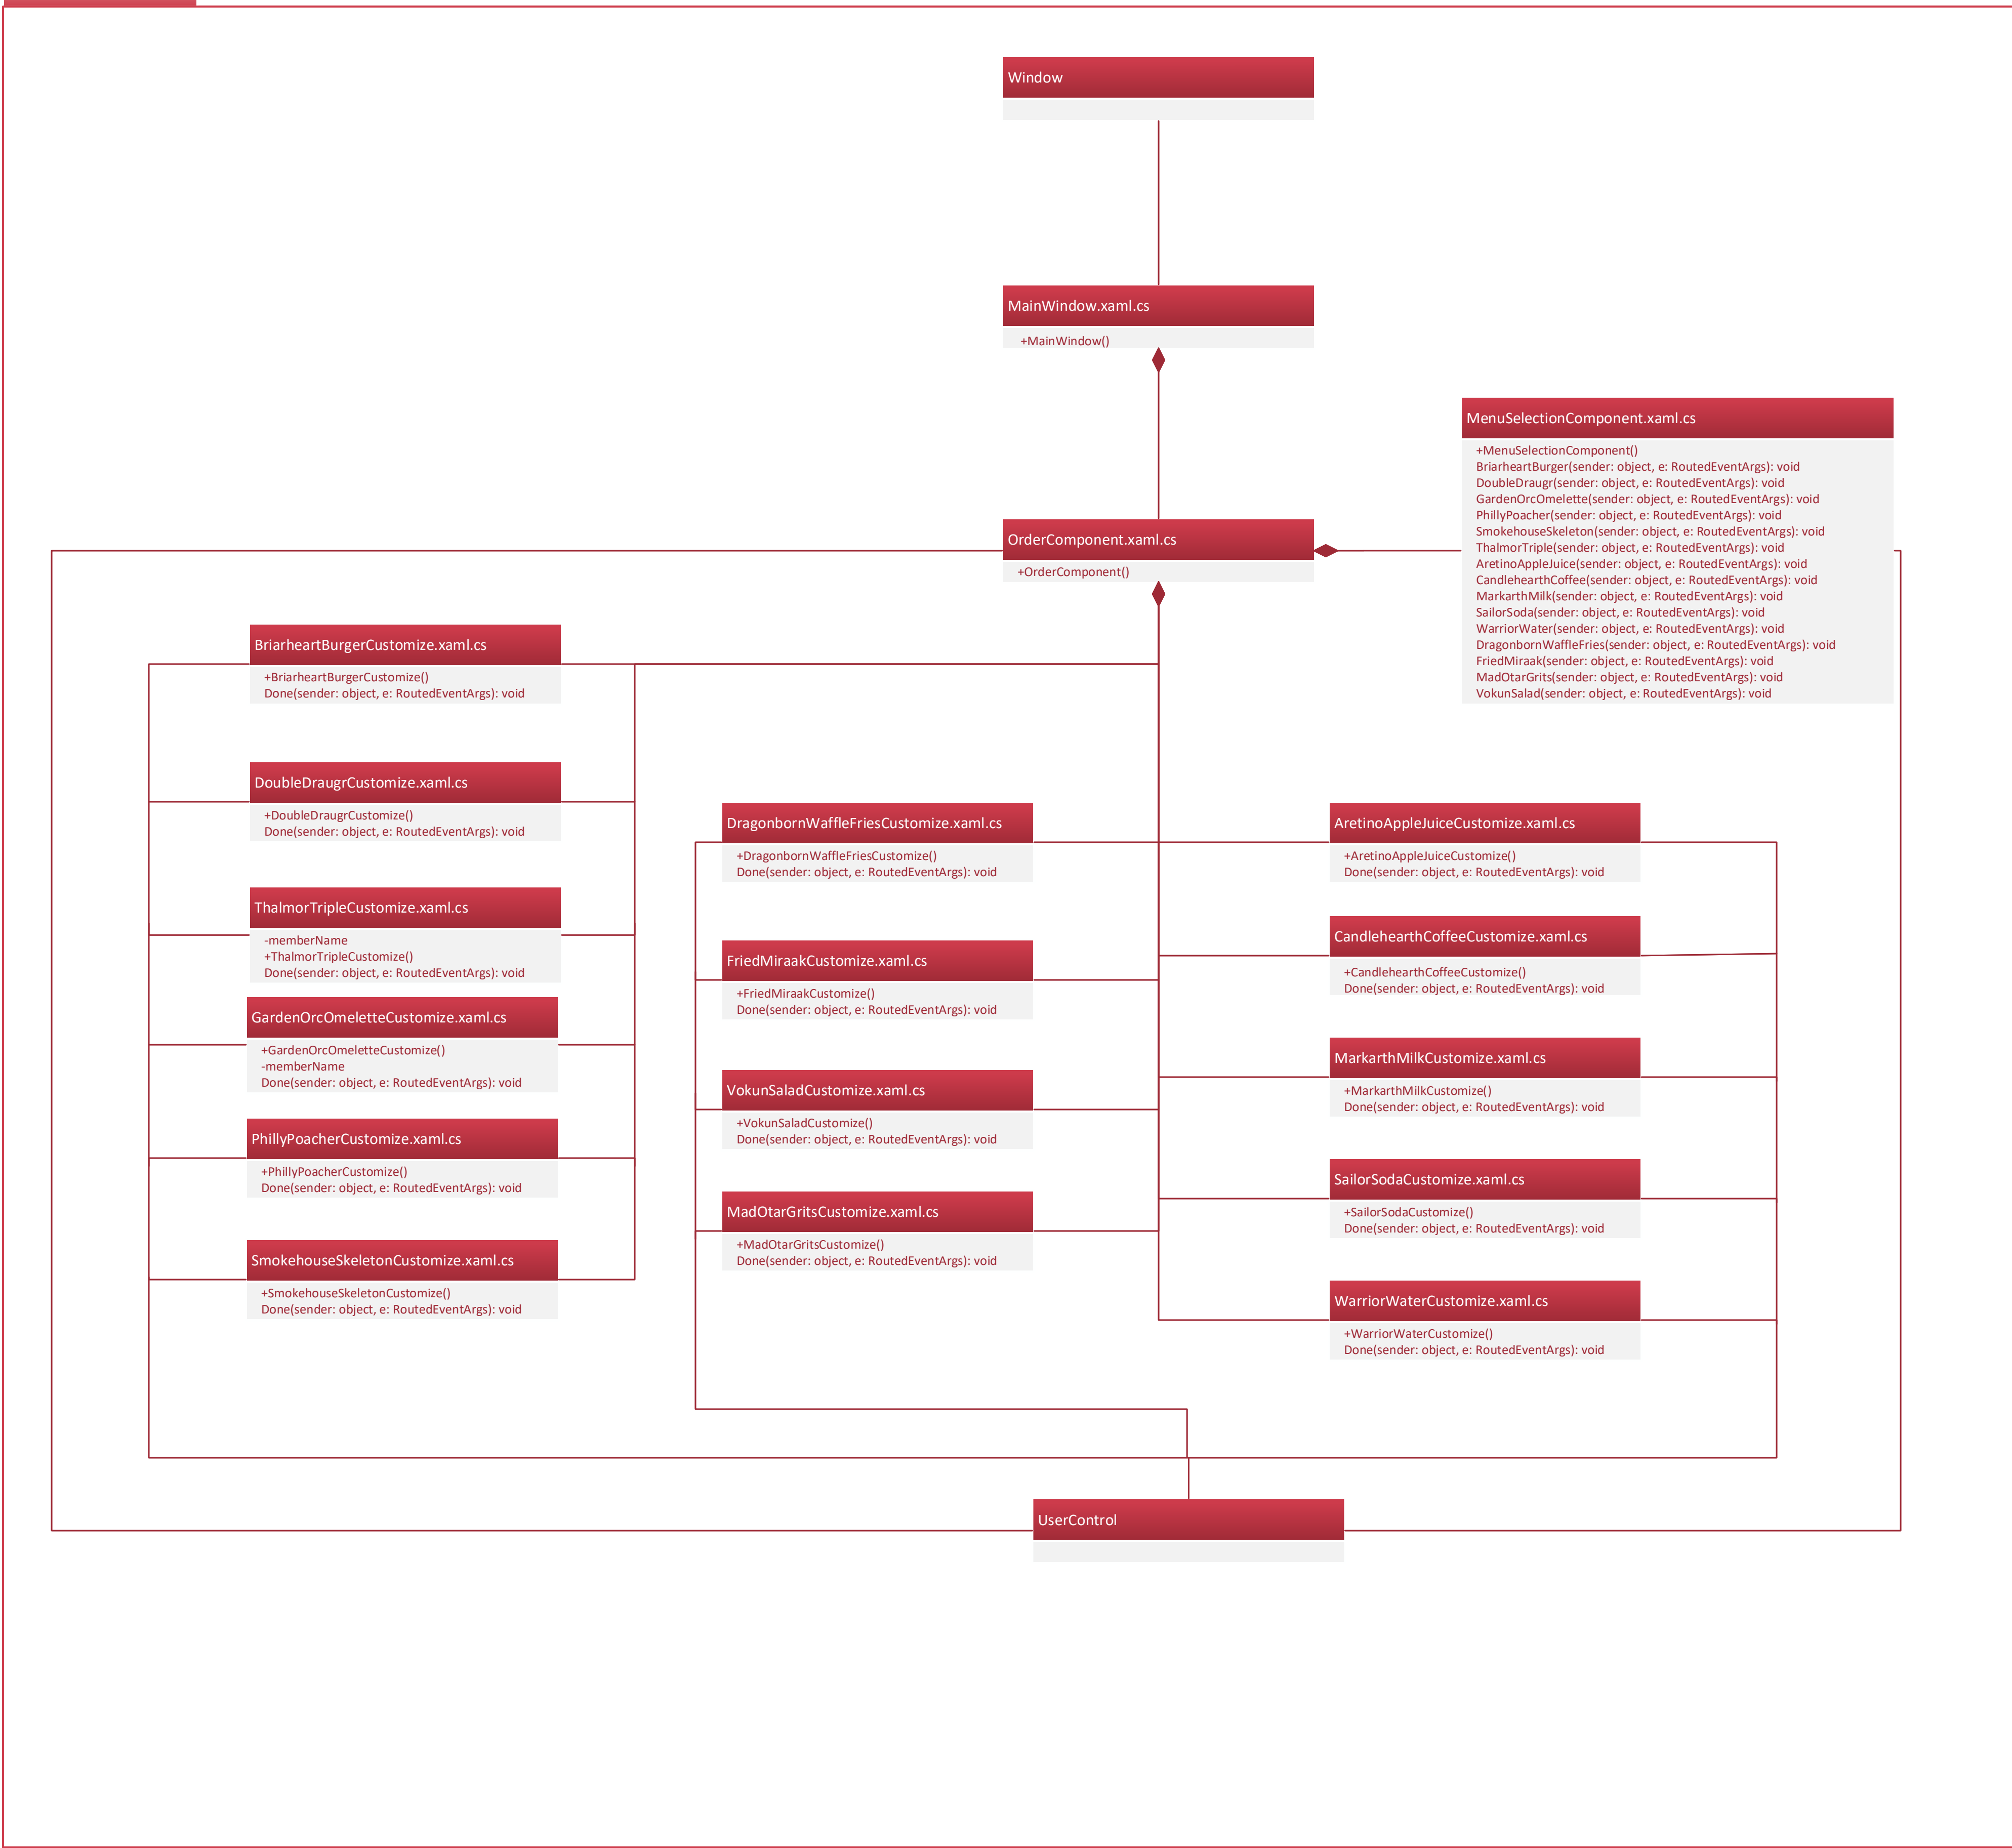 Window
MainWindow.xaml.cs
+MainWindow()
MenuSelectionComponent.xaml.cs
+MenuSelectionComponent()
BriarheartBurger(sender: object, e: RoutedEventArgs): void
DoubleDraugr(sender: object, e: RoutedEventArgs): void
GardenOrcOmelette(sender: object, e: RoutedEventArgs): void
PhillyPoacher(sender: object, e: RoutedEventArgs): void
SmokehouseSkeleton(sender: object, e: RoutedEventArgs): void
ThalmorTriple(sender: object, e: RoutedEventArgs): void
AretinoAppleJuice(sender: object, e: RoutedEventArgs): void
CandlehearthCoffee(sender: object, e: RoutedEventArgs): void
MarkarthMilk(sender: object, e: RoutedEventArgs): void
SailorSoda(sender: object, e: RoutedEventArgs): void
WarriorWater(sender: object, e: RoutedEventArgs): void
DragonbornWaffleFries(sender: object, e: RoutedEventArgs): void
FriedMiraak(sender: object, e: RoutedEventArgs): void
MadOtarGrits(sender: object, e: RoutedEventArgs): void
VokunSalad(sender: object, e: RoutedEventArgs): void
OrderComponent.xaml.cs
+OrderComponent()
BriarheartBurgerCustomize.xaml.cs
+BriarheartBurgerCustomize()
Done(sender: object, e: RoutedEventArgs): void
DoubleDraugrCustomize.xaml.cs
+DoubleDraugrCustomize()
Done(sender: object, e: RoutedEventArgs): void
ThalmorTripleCustomize.xaml.cs
-memberName
+ThalmorTripleCustomize()
Done(sender: object, e: RoutedEventArgs): void
GardenOrcOmeletteCustomize.xaml.cs
+GardenOrcOmeletteCustomize()
-memberName
Done(sender: object, e: RoutedEventArgs): void
PhillyPoacherCustomize.xaml.cs
+PhillyPoacherCustomize()
Done(sender: object, e: RoutedEventArgs): void
SmokehouseSkeletonCustomize.xaml.cs
+SmokehouseSkeletonCustomize()
Done(sender: object, e: RoutedEventArgs): void
DragonbornWaffleFriesCustomize.xaml.cs
+DragonbornWaffleFriesCustomize()
Done(sender: object, e: RoutedEventArgs): void
FriedMiraakCustomize.xaml.cs
+FriedMiraakCustomize()
Done(sender: object, e: RoutedEventArgs): void
VokunSaladCustomize.xaml.cs
+VokunSaladCustomize()
Done(sender: object, e: RoutedEventArgs): void
MadOtarGritsCustomize.xaml.cs
+MadOtarGritsCustomize()
Done(sender: object, e: RoutedEventArgs): void
AretinoAppleJuiceCustomize.xaml.cs
+AretinoAppleJuiceCustomize()
Done(sender: object, e: RoutedEventArgs): void
CandlehearthCoffeeCustomize.xaml.cs
+CandlehearthCoffeeCustomize()
Done(sender: object, e: RoutedEventArgs): void
MarkarthMilkCustomize.xaml.cs
+MarkarthMilkCustomize()
Done(sender: object, e: RoutedEventArgs): void
SailorSodaCustomize.xaml.cs
+SailorSodaCustomize()
Done(sender: object, e: RoutedEventArgs): void
WarriorWaterCustomize.xaml.cs
+WarriorWaterCustomize()
Done(sender: object, e: RoutedEventArgs): void
UserControl